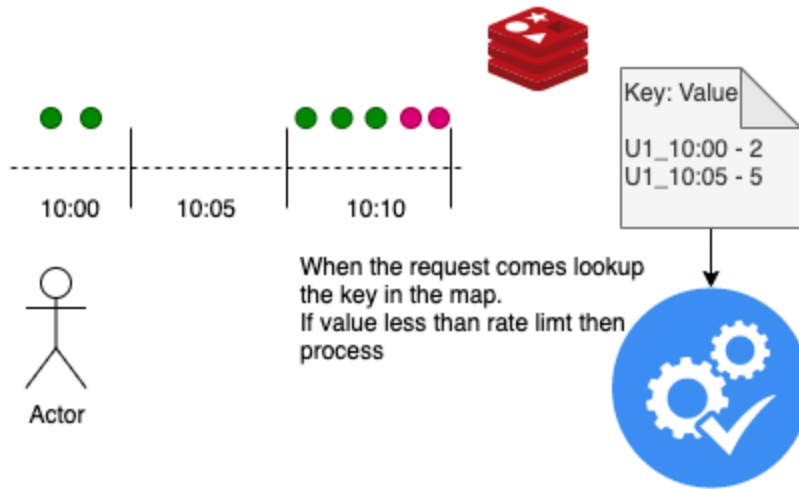 Key: Value
U1_10:00 - 2
U1_10:05 - 5
10:00
10:05
10:10
When the request comes lookup
the key in the map.
If value less than rate limt then
process
Actor